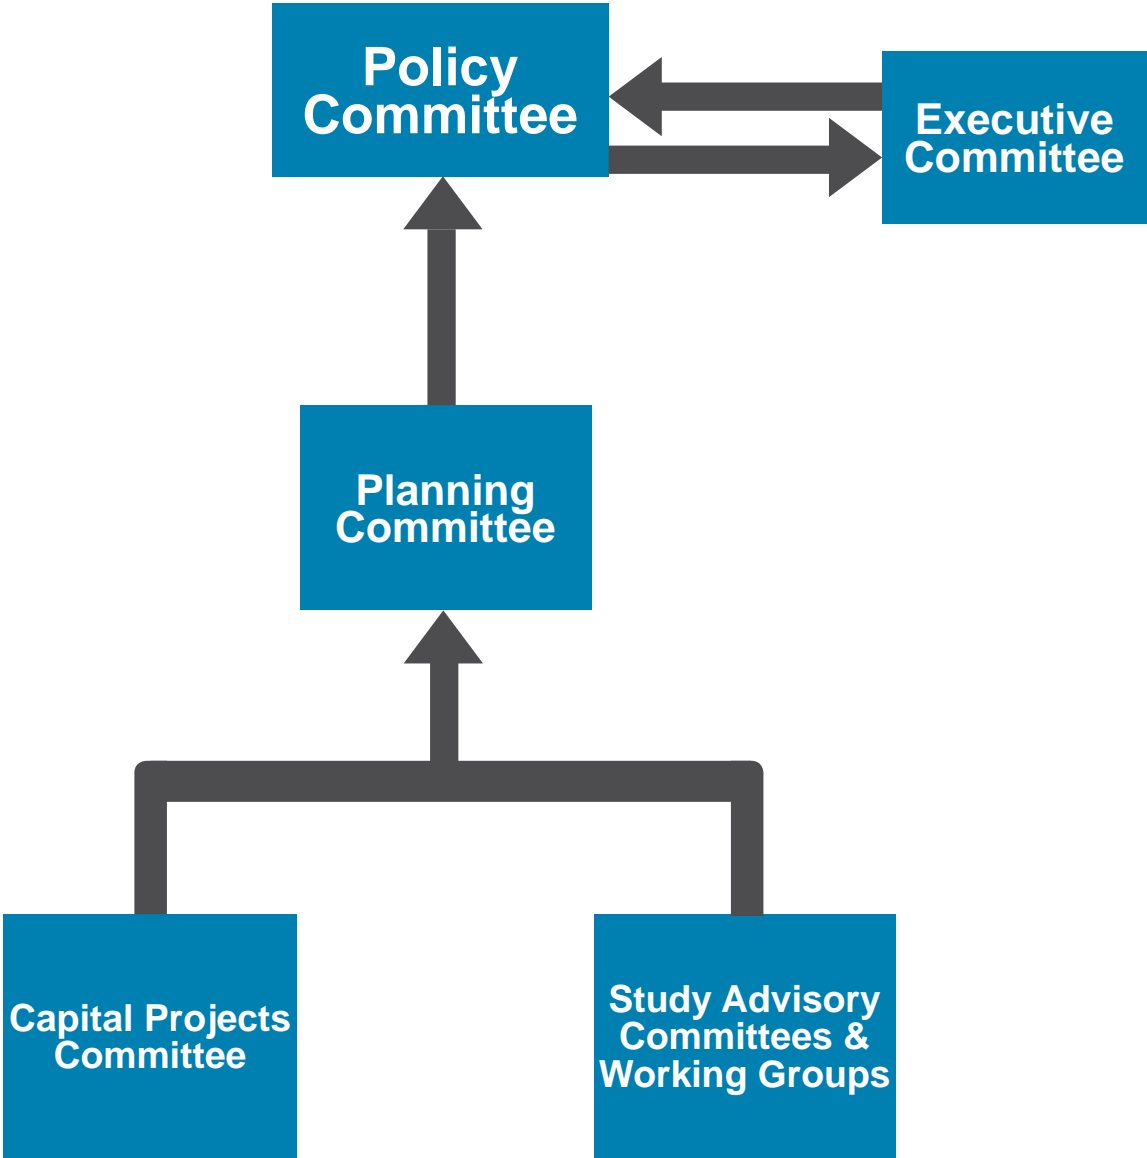 Policy
Committee
Executive
Committee
Planning
Committee
Capital Projects
Committee
Study Advisory
Committees &
Working Groups